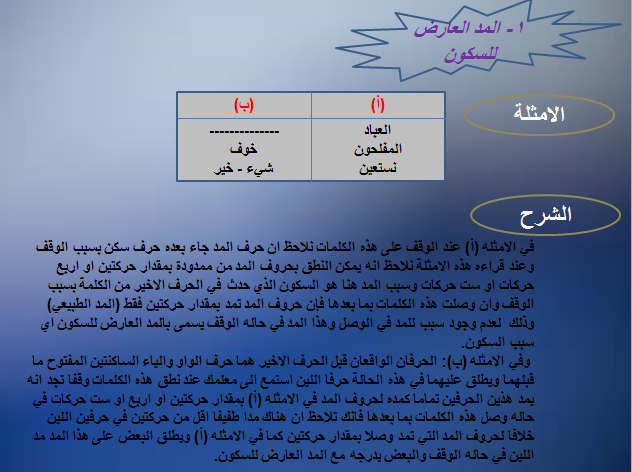 ١- المد العارض
للسكون
الامثلة
(أ) (ب)
العباد --------------
المفلحون خوف
نستعين شيء - خير
الشرح
في الامثله (أ) عند الوقف على هذه الكلمات نلاحظ ان حرف المد جاء بعده حرف سكن بسبب الوقف
وعند قراءه هذه الامثلة نلاحظ انه يمكن النطق بحروف المد من ممدودة بمقدار حركتين او اربع
حركات او ست حركات وسبب المد هنا هو السكون الذي حدث في الحرف الاخير من الكلمة بسبب
الوقف وان وصلت هذه الكلمات بما بعدها فإن حروف المد تمد بمقدار حركتين فقط (المد الطبيعي)
وذلك لعدم وجود سبب للمد في الوصل وهذا المد في حاله الوقف يسمى بالمد العارض للسكون اي
سبب السكون.
وفي الامثله (ب): الحرفان الواقعان قبل الحرف الاخير هما حرف الواو والياء الساكنتين المفتوح ما
قبلهما ويطلق عليهما في هذه الحالة حرفا اللين استمع الى معلمك عند نطق هذه الكلمات وقفا تجد انه
يمد هذين الحرفين تماما كمده لحروف المد في الامثله (أ) بمقدار حركتين او اربع او ست حركات في
حاله وصل هذه الكلمات بما بعدها فانك تلاحظ ان هناك مدا طفيفا اقل من حركتين في حرفين اللين
خلافا لحروف المد التي تمد وصلا بمقدار حركتين كما في الامثله (أ) ويطلق البعض على هذا المد مد
اللين في حاله الوقف والبعض يدرجه مع المد العارض للسكون.